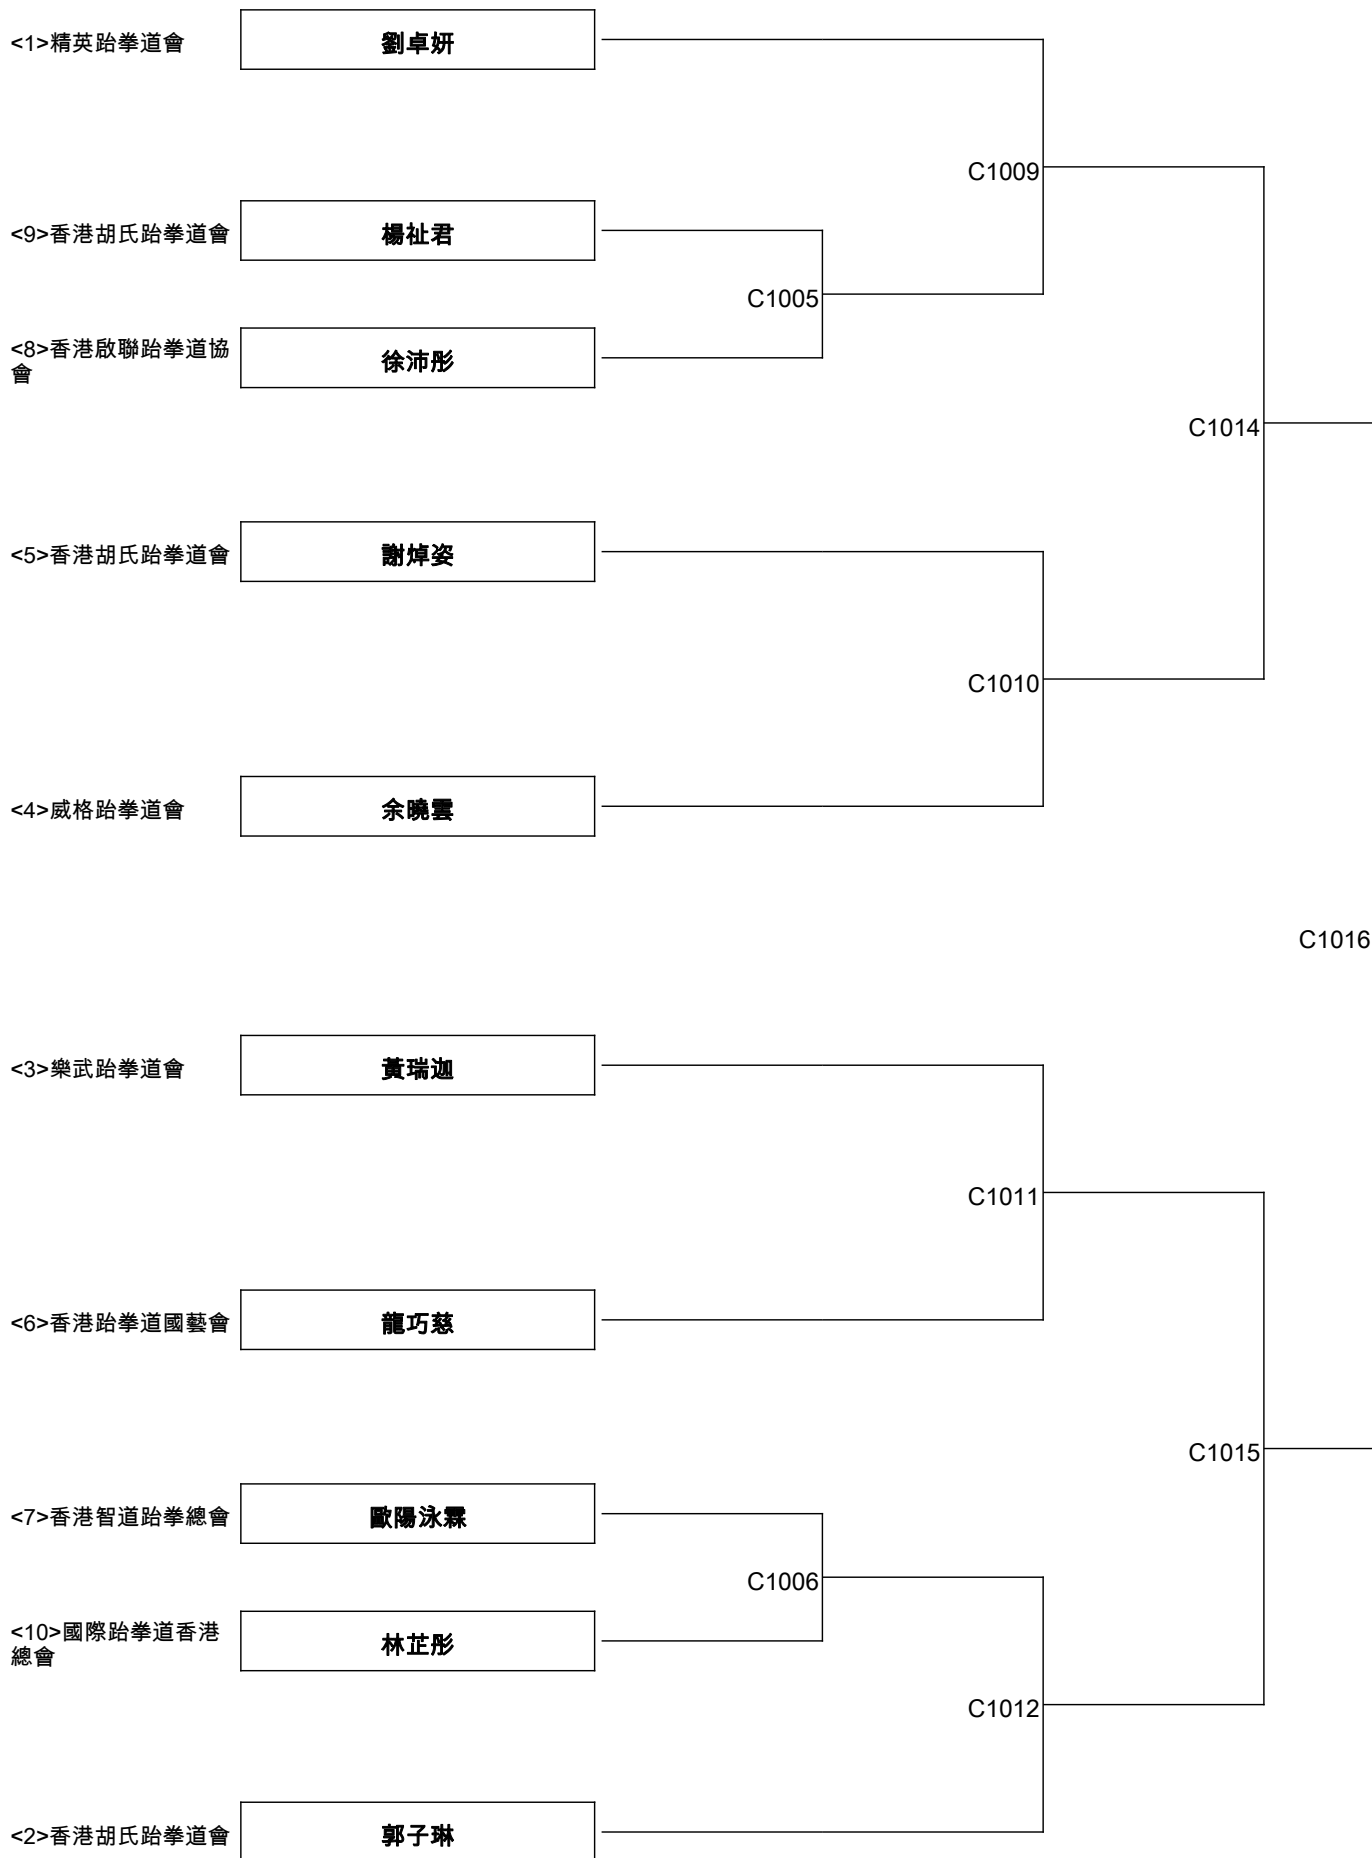 <1>精英跆拳道會
劉卓妍
C1009
<9>香港胡氏跆拳道會
楊祉君
C1005
<8>香港啟聯跆拳道協
會
徐沛彤
C1014
<5>香港胡氏跆拳道會
謝焯姿
C1010
<4>威格跆拳道會
余曉雲
C1016
<3>樂武跆拳道會
黃瑞迦
C1011
<6>香港跆拳道國藝會
龍巧慈
C1015
<7>香港智道跆拳總會
歐陽泳霖
C1006
<10>國際跆拳道香港
總會
林芷彤
C1012
<2>香港胡氏跆拳道會
郭子琳